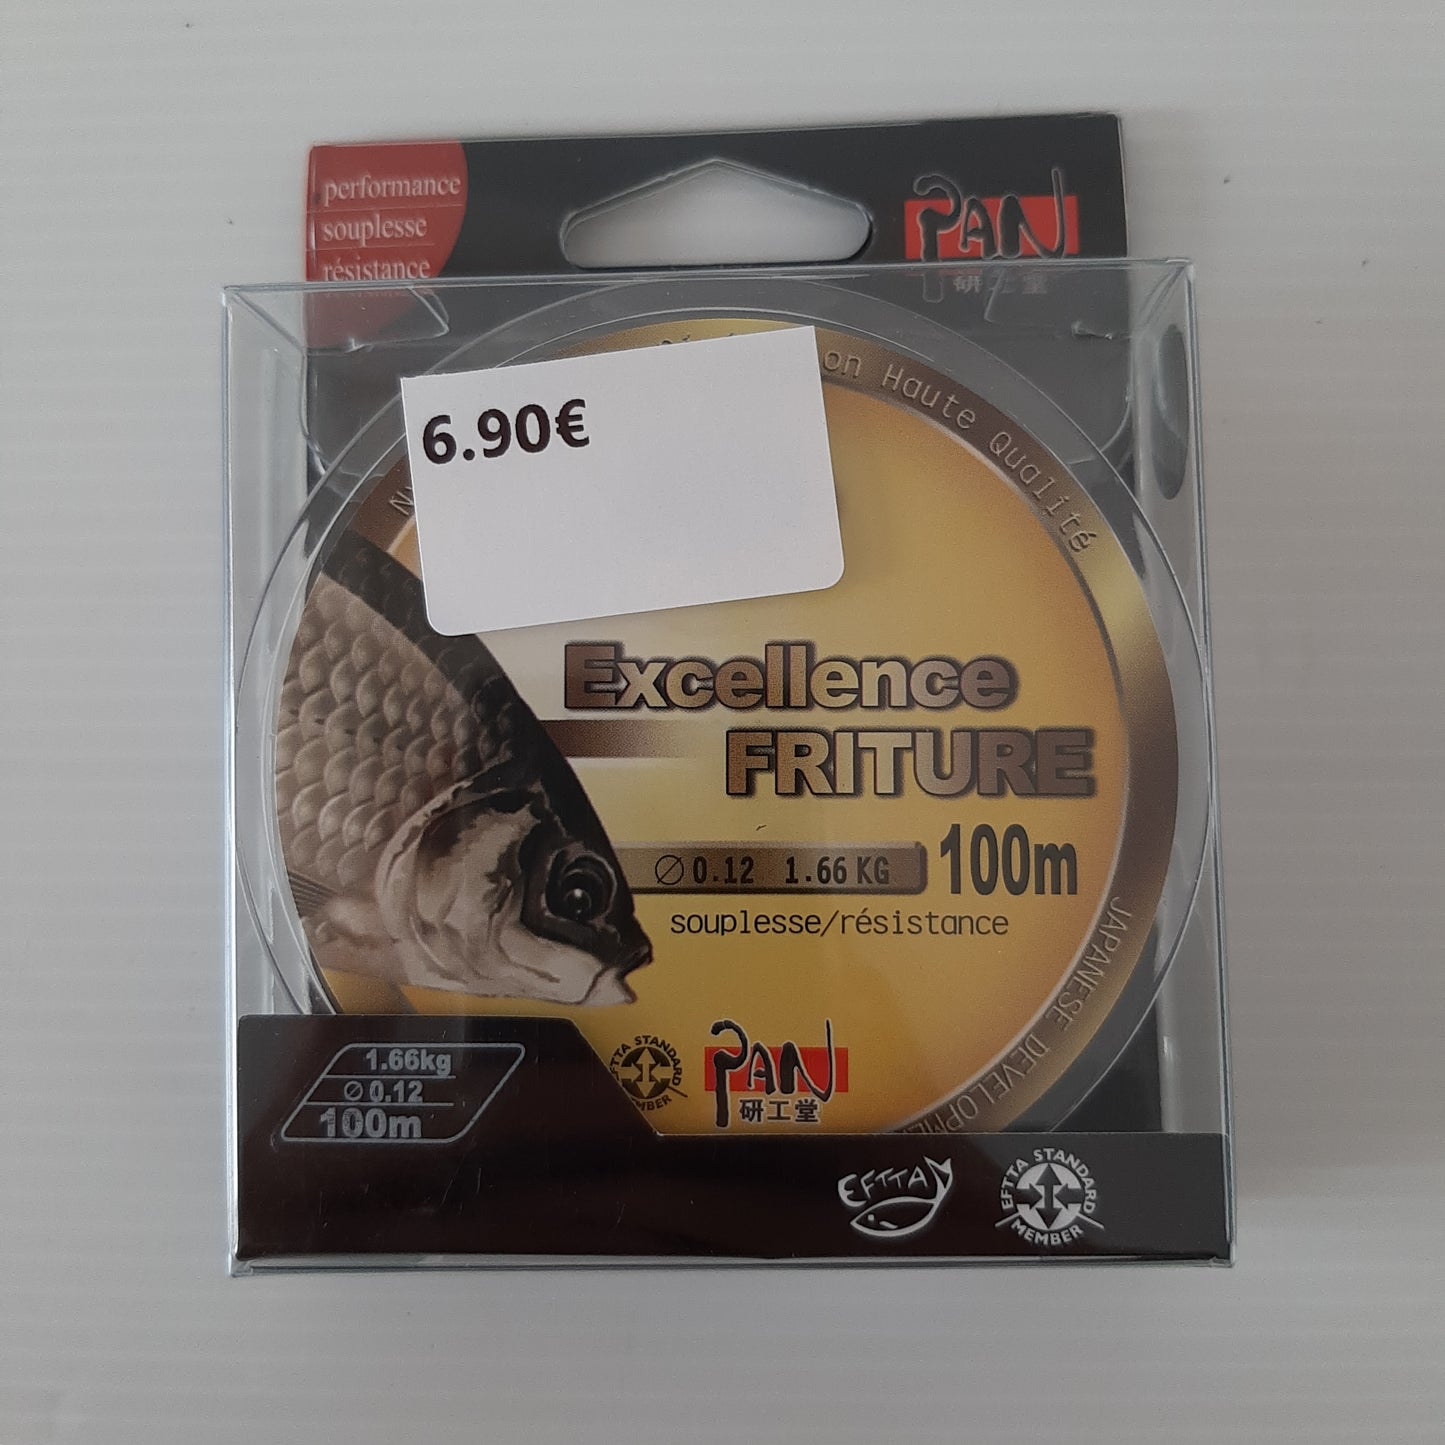 performance
souplesse
résistance
PAN
研工堂
6.90€
Haute Qualité
Excellence
FRITURE
∅ 0.12 1.66 KG 100m
souplesse/résistance
JAPANESE
EFTTA STANDARD
MEMBER
PAN
研工堂
1.66kg
∅ 0.12
100m
EFTTA
EFTTA STANDARD
MEMBER